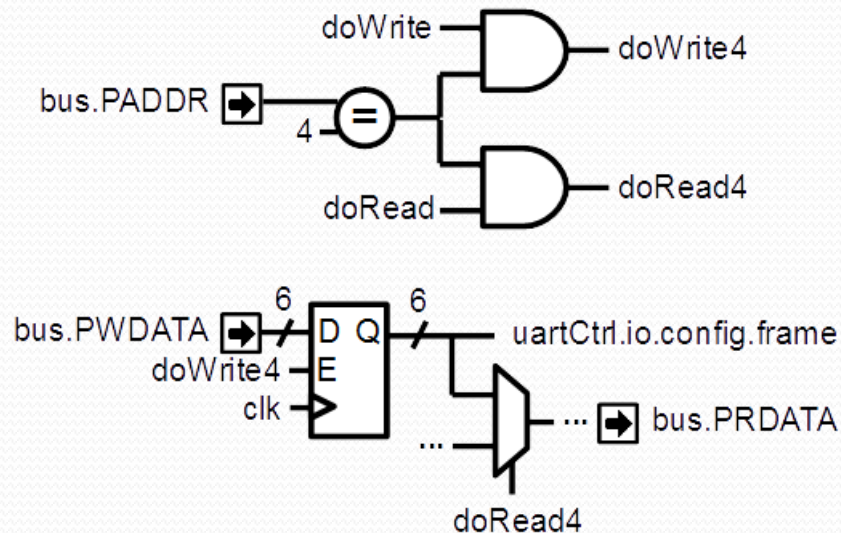 doWrite
doWrite4
bus.PADDR
=
4
doRead
doRead4
6
6
bus.PWDATA
D Q
uartCtrl.io.config.frame
doWrite4
E
clk
...
...
bus.PRDATA
doRead4